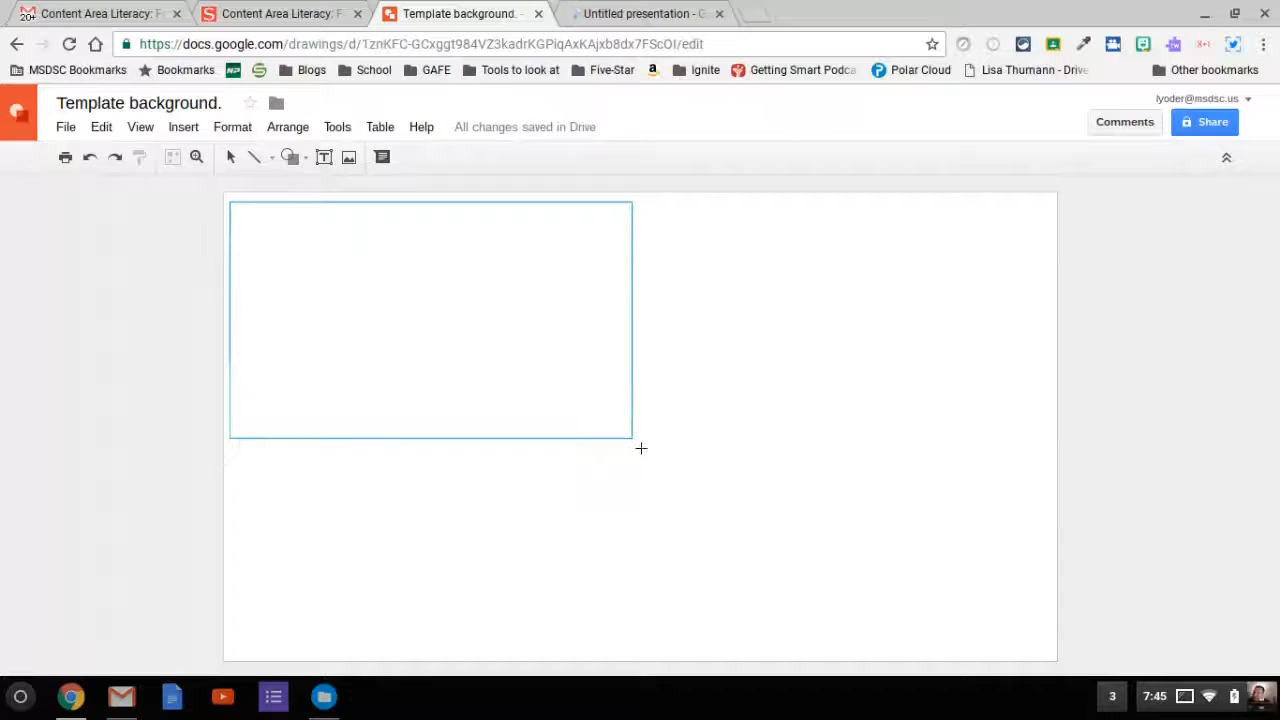 20+ Content Area Literacy: Fo
Content Area Literacy: F
Template background. -
Untitled presentation - G
https://docs.google.com/drawings/d/1znKFC-GCxggt984VZ3kadrKGPiqAxKAjxb8dx7FScOI/edit
MSDSC Bookmarks Bookmarks NP Blogs School GAFE Tools to look at Five-Star a Ignite Getting Smart Podca Polar Cloud Lisa Thumann - Drive Other bookmarks
Template background.
lyoder@msdsc.us
File Edit View Insert Format Arrange Tools Table Help All changes saved in Drive
Comments Share
3 7:45